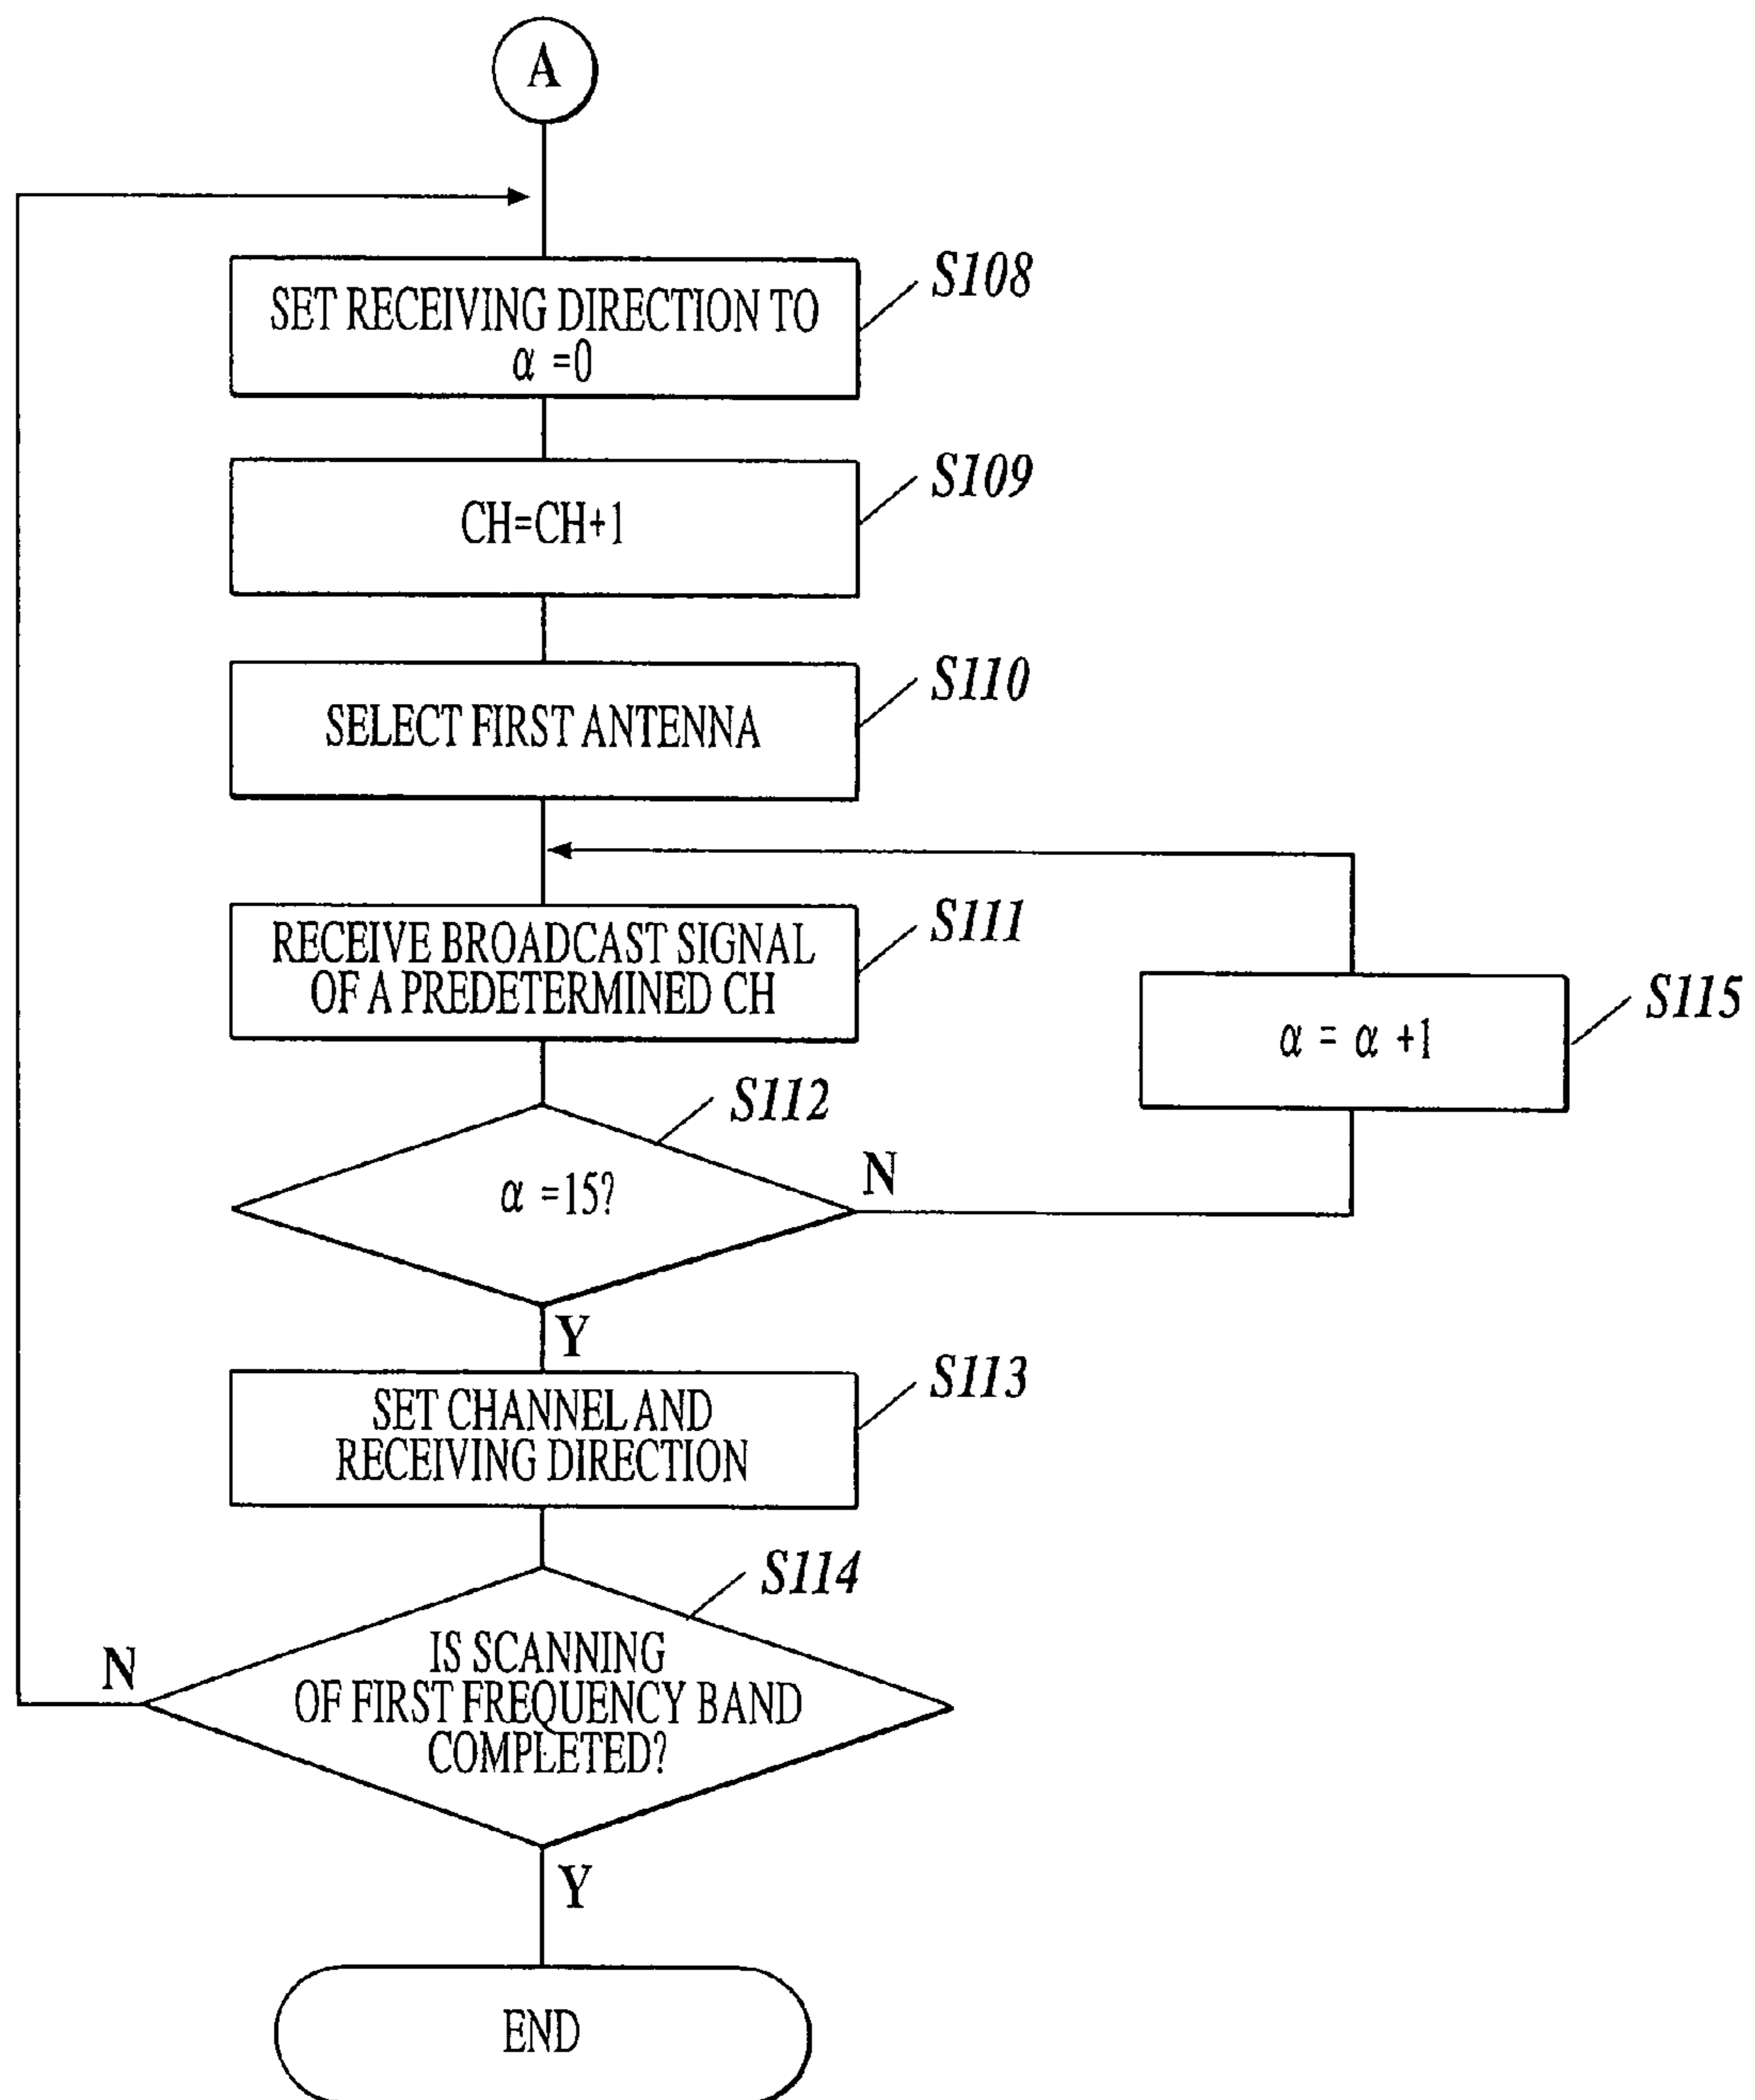 A
S108
SET RECEIVING DIRECTION TO
α =0
S109
CH=CH+1
S110
SELECT FIRST ANTENNA
S111
RECEIVE BROADCAST SIGNAL
OF A PREDETERMINED CH
S115
α = α +1
S112
α =15?
N
Y
S113
SET CHANNEL AND
RECEIVING DIRECTION
S114
IS SCANNING
OF FIRST FREQUENCY BAND
COMPLETED?
N
Y
END